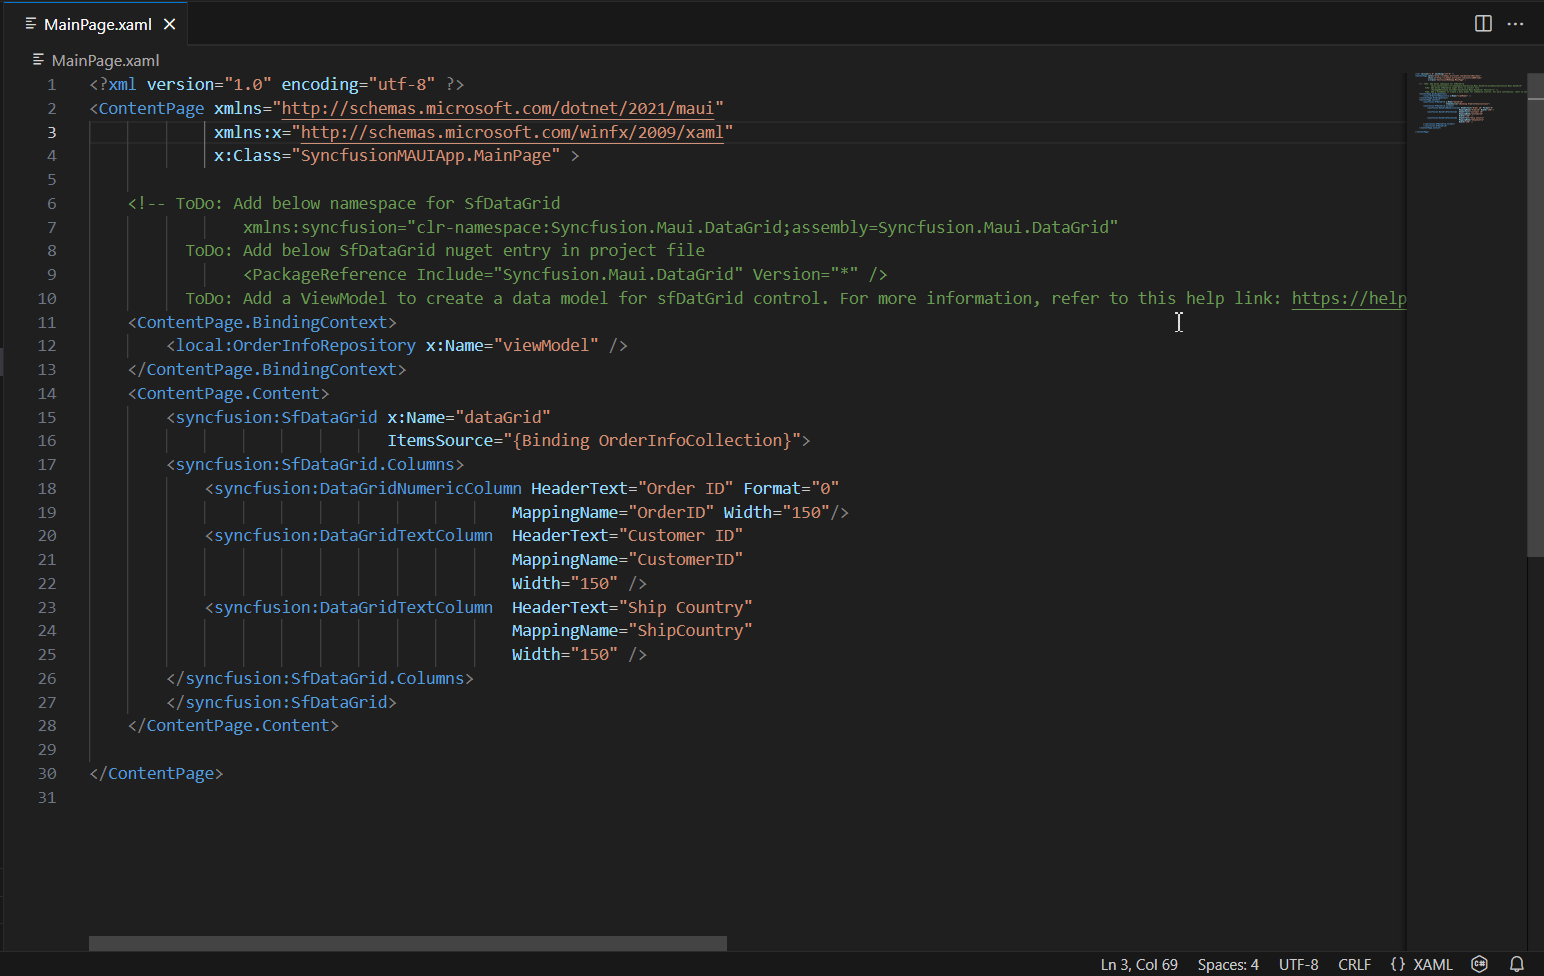 MainPage.xaml
MainPage.xaml
1 <?xml version="1.0" encoding="utf-8" ?>
2 <ContentPage xmlns="http://schemas.microsoft.com/dotnet/2021/maui"
3 xmlns:x="http://schemas.microsoft.com/winfx/2009/xaml"
4 x:Class="SyncfusionMAUIApp.MainPage" >
5
6 <!-- ToDo: Add below namespace for SfDataGrid
7 xmlns:syncfusion="clr-namespace:Syncfusion.Maui.DataGrid;assembly=Syncfusion.Maui.DataGrid"
8 ToDo: Add below SfDataGrid nuget entry in project file
9 <PackageReference Include="Syncfusion.Maui.DataGrid" Version="*" />
10 ToDo: Add a ViewModel to create a data model for sfDatGrid control. For more information, refer to this help link: https://help
11 <ContentPage.BindingContext>
12 <local:OrderInfoRepository x:Name="viewModel" />
13 </ContentPage.BindingContext>
14 <ContentPage.Content>
15 <syncfusion:SfDataGrid x:Name="dataGrid"
16 ItemsSource="{Binding OrderInfoCollection}">
17 <syncfusion:SfDataGrid.Columns>
18 <syncfusion:DataGridNumericColumn HeaderText="Order ID" Format="0"
19 MappingName="OrderID" Width="150"/>
20 <syncfusion:DataGridTextColumn HeaderText="Customer ID"
21 MappingName="CustomerID"
22 Width="150" />
23 <syncfusion:DataGridTextColumn HeaderText="Ship Country"
24 MappingName="ShipCountry"
25 Width="150" />
26 </syncfusion:SfDataGrid.Columns>
27 </syncfusion:SfDataGrid>
28 </ContentPage.Content>
29
30 </ContentPage>
31
Ln 3, Col 69 Spaces: 4 UTF-8 CRLF {} XAML